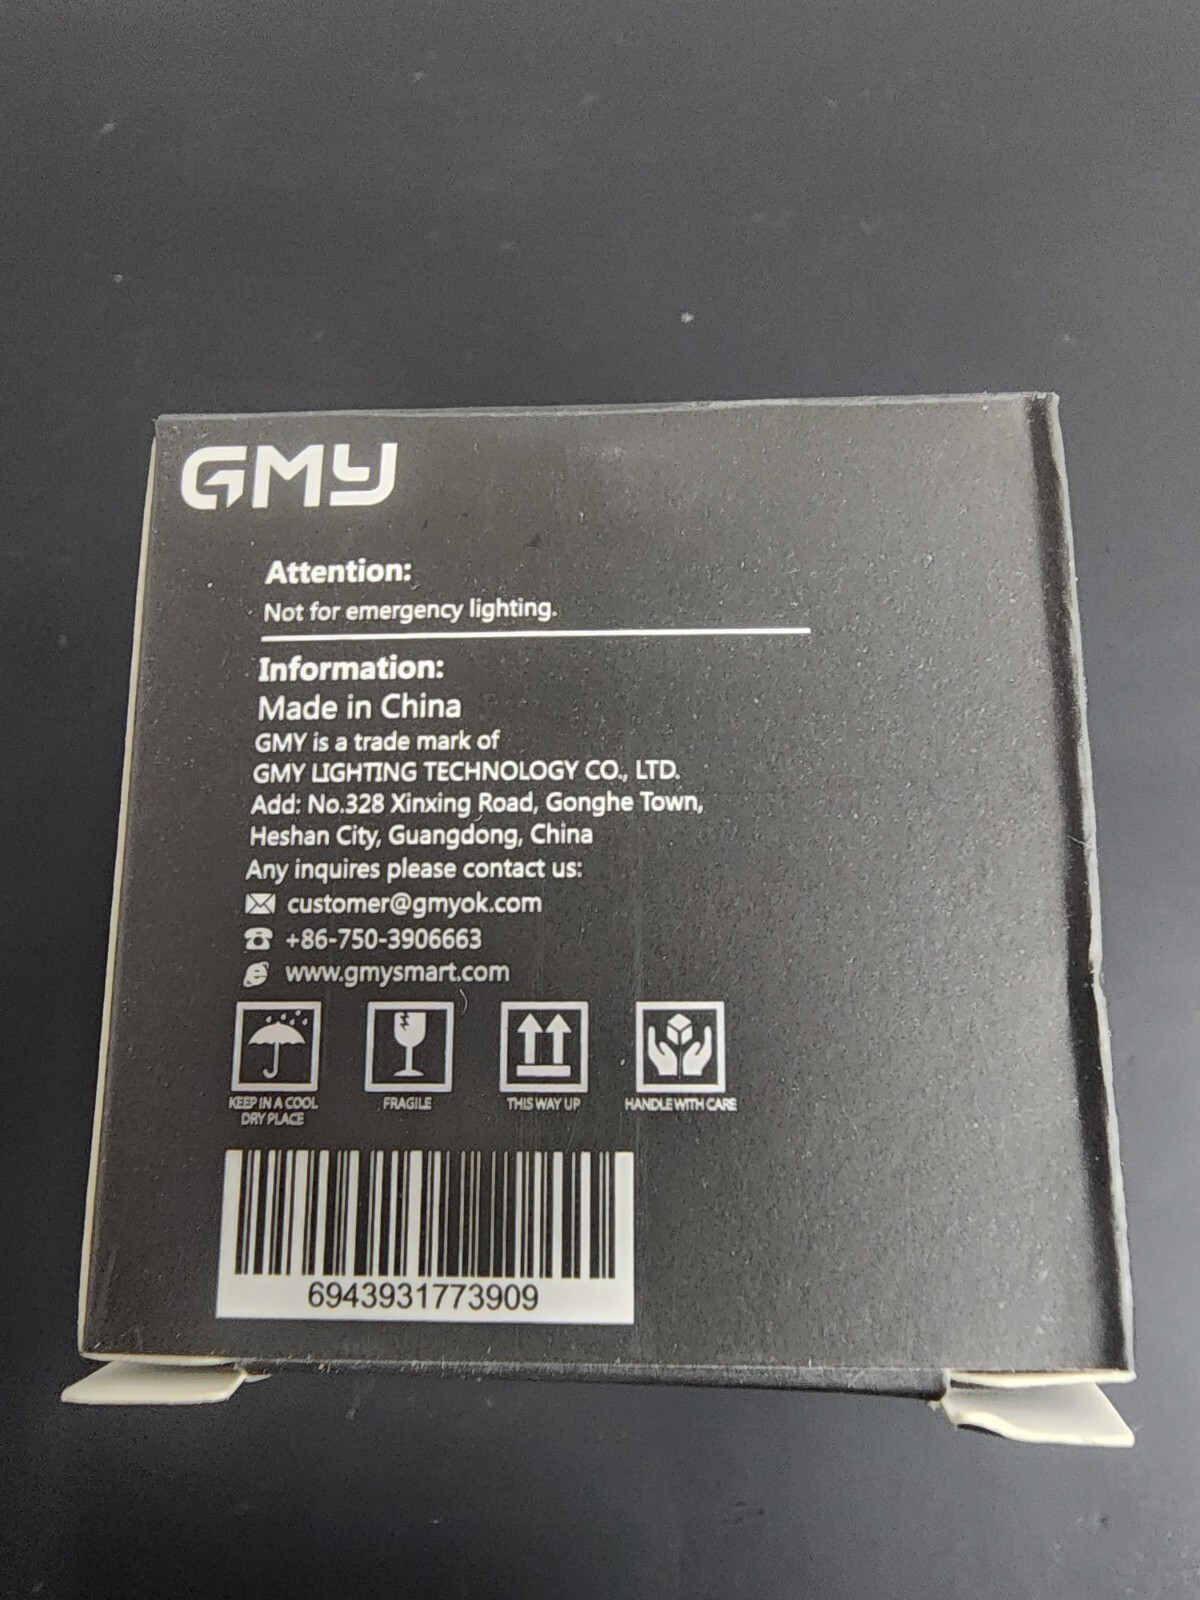 GMY
Attention:
Not for emergency lighting.
Information:
Made in China
GMY is a trade mark of
GMY LIGHTING TECHNOLOGY CO., LTD.
Add: No.328 Xinxing Road, Gonghe Town,
Heshan City, Guangdong, China
Any inquires please contact us:
customer@gmyok.com
+86-750-3906663
www.gmysmart.com
KEEP IN A COOL
DRY PLACE
FRAGILE
THIS WAY UP
HANDLE WITH CARE
6943931773909